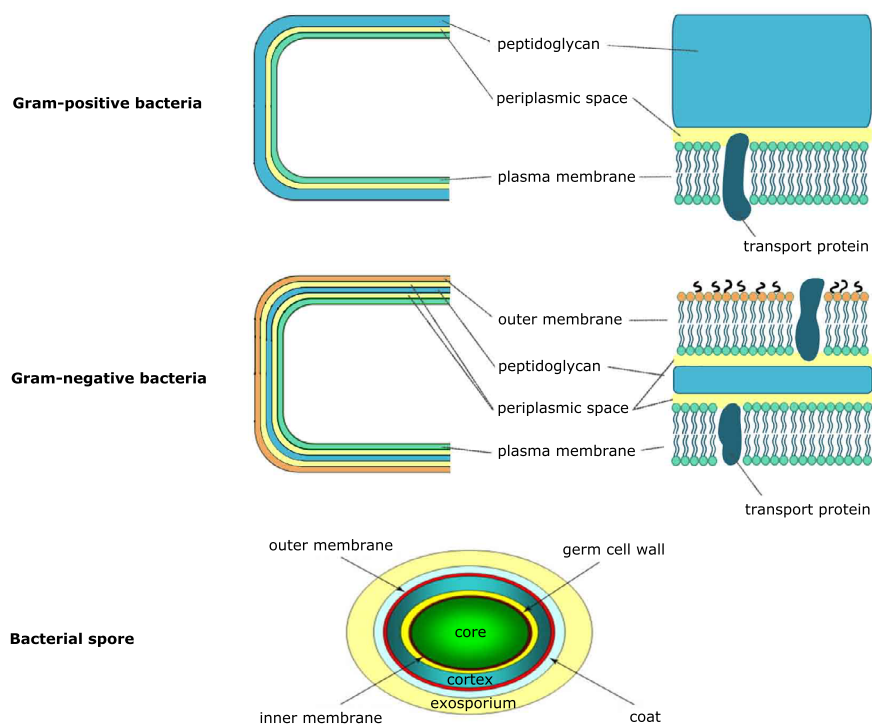 peptidoglycan
Gram-positive bacteria
periplasmic space
plasma membrane
transport protein
outer membrane
peptidoglycan
Gram-negative bacteria
periplasmic space
plasma membrane
transport protein
outer membrane
germ cell wall
Bacterial spore
core
cortex
exosporium
inner membrane
coat